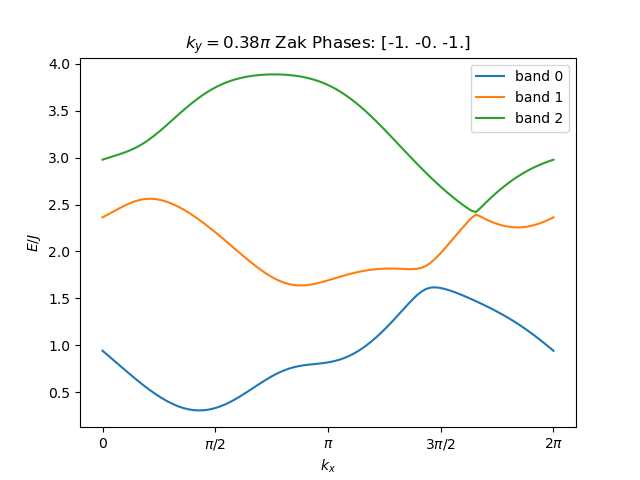 $k_y = 0.38\pi$ Zak Phases: [-1. -0. -1.]
4.0
3.5
3.0
2.5
2.0
1.5
1.0
0.5
E/J
band 0
band 1
band 2
0
π/2
π
3π/2
2π
$k_x$